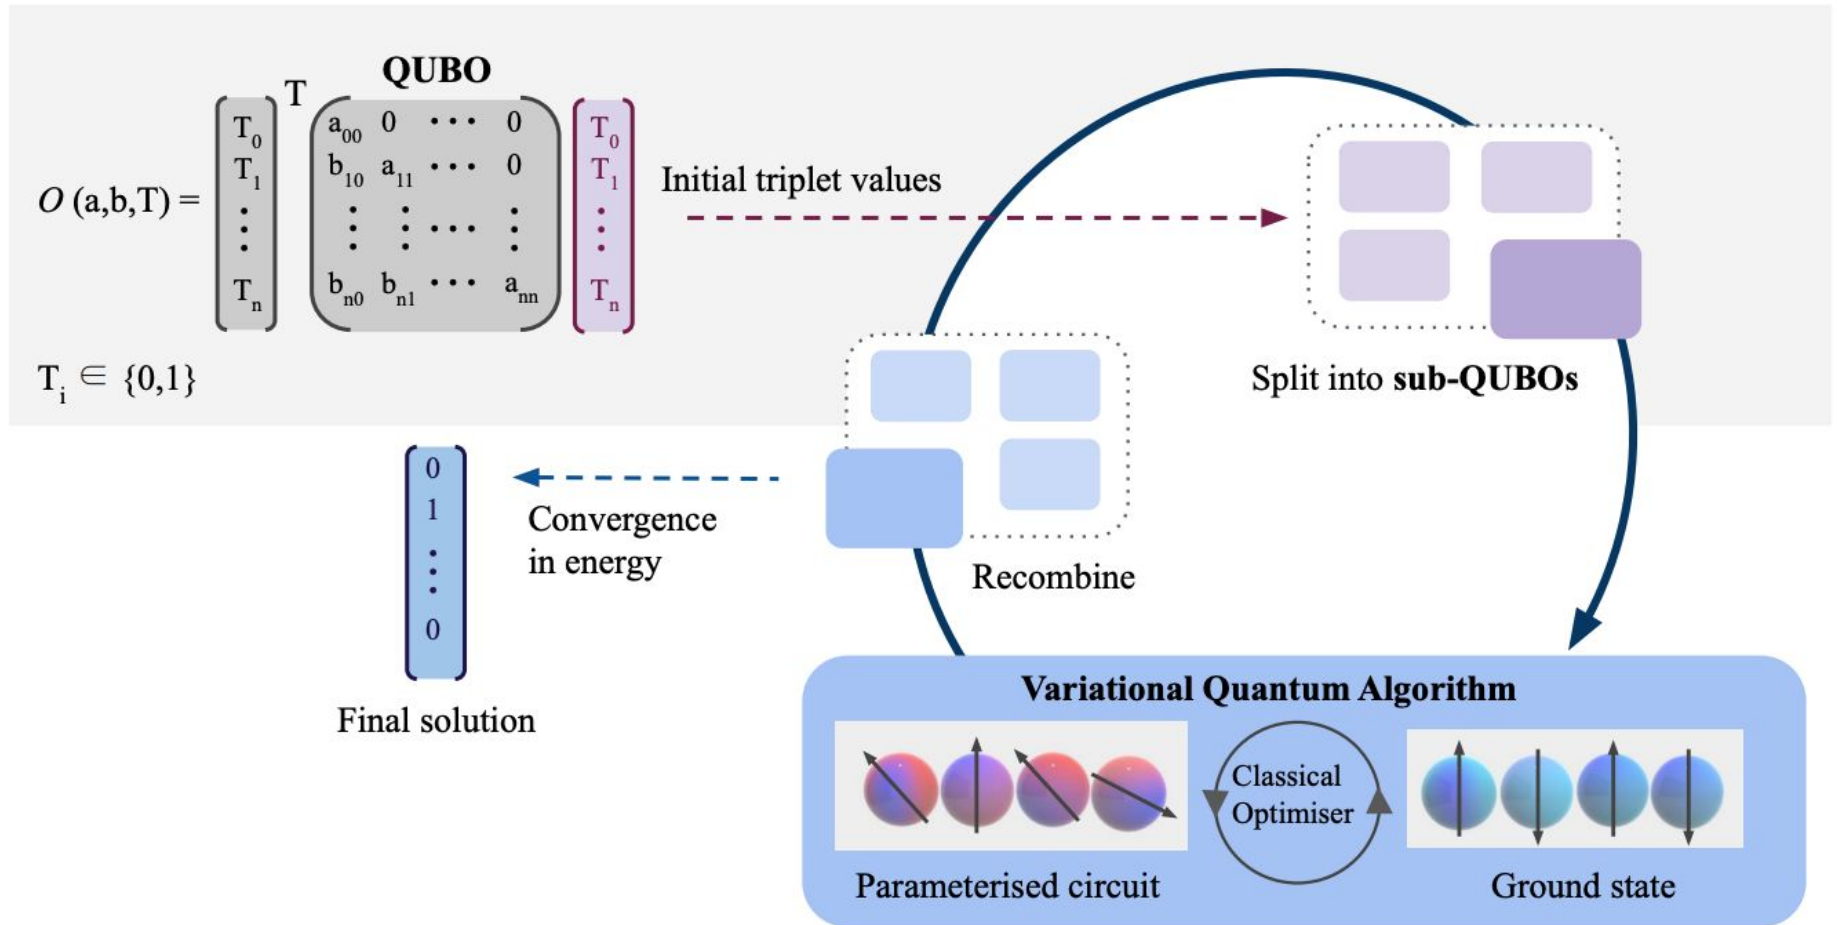 QUBO
O (a,b,T) =
T
T₀
T₁
⋮
Tₙ
a₀₀ 0 ⋯ 0
b₁₀ a₁₁ ⋯ 0
⋮ ⋮ ⋯ ⋮
bₙ₀ bₙ₁ ⋯ aₙₙ
T₀
T₁
⋮
Tₙ
Tᵢ ∈ {0,1}
Initial triplet values
Split into sub-QUBOs
Recombine
Convergence
in energy
0
1
⋮
0
Final solution
Variational Quantum Algorithm
Classical
Optimiser
Parameterised circuit
Ground state